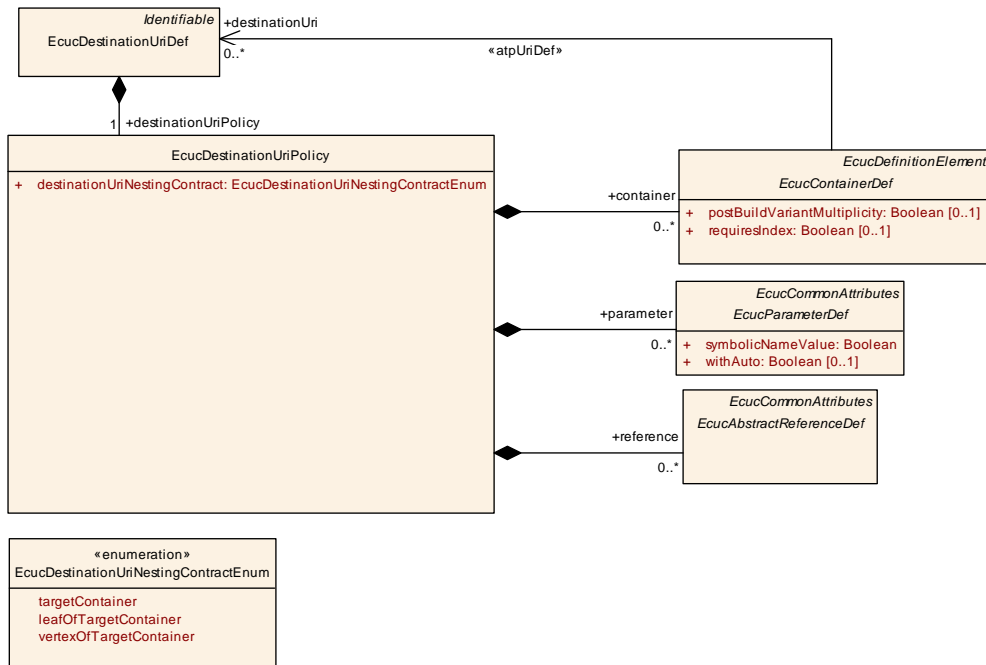 Identifiable
EcucDestinationUriDef
+destinationUri
0..*
«atpUriDef»
1 +destinationUriPolicy
EcucDestinationUriPolicy
+ destinationUriNestingContract: EcucDestinationUriNestingContractEnum
+container
0..*
EcucDefinitionElement
EcucContainerDef
+ postBuildVariantMultiplicity: Boolean [0..1]
+ requiresIndex: Boolean [0..1]
+parameter
0..*
EcucCommonAttributes
EcucParameterDef
+ symbolicNameValue: Boolean
+ withAuto: Boolean [0..1]
+reference
0..*
EcucCommonAttributes
EcucAbstractReferenceDef
«enumeration»
EcucDestinationUriNestingContractEnum
targetContainer
leafOfTargetContainer
vertexOfTargetContainer